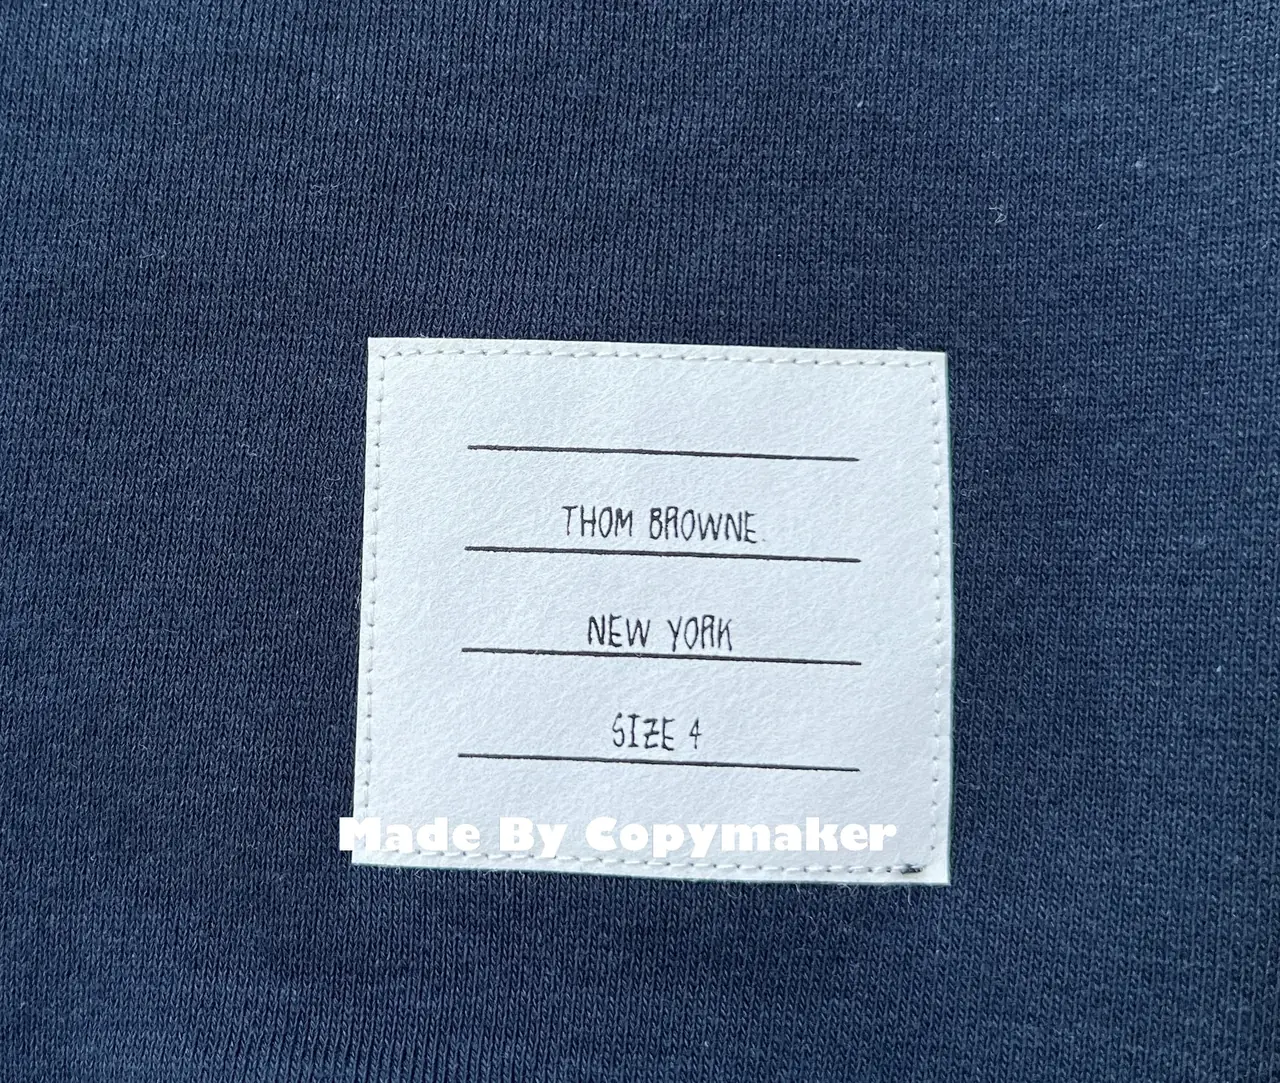 THOM BROWNE.
NEW YORK
SIZE 4
Made By Copymaker